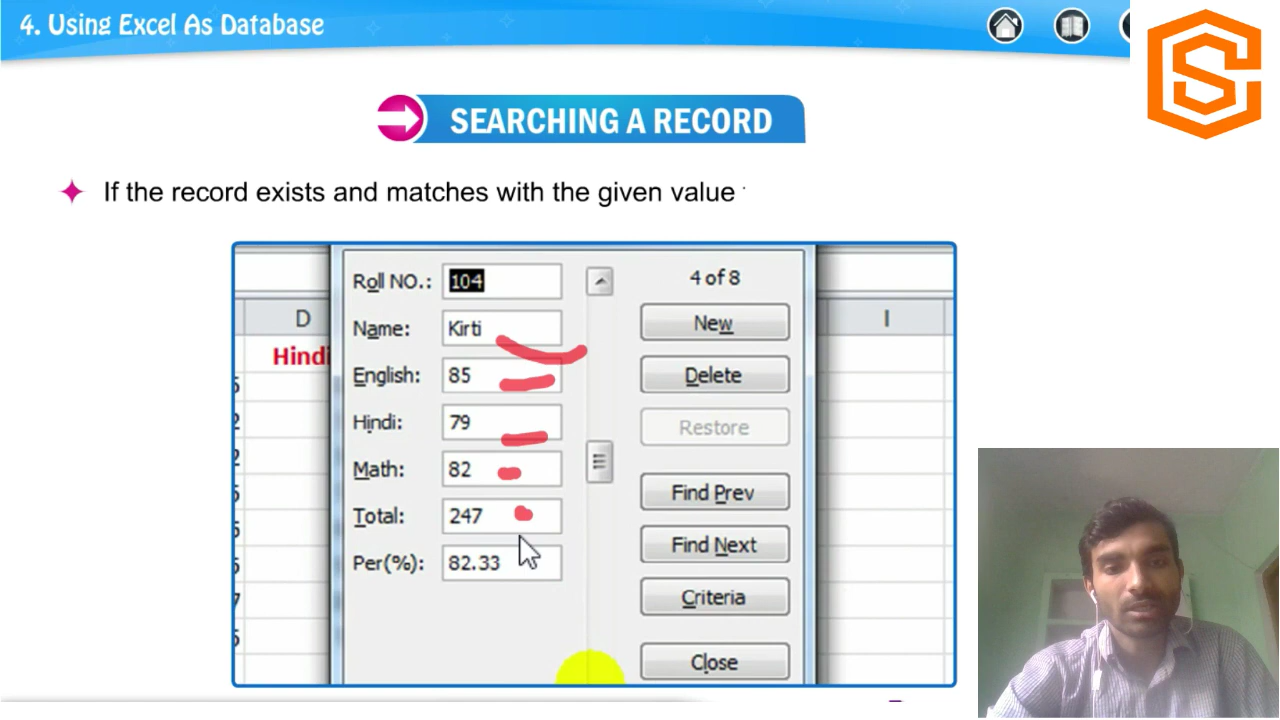 4. Using Excel As Database
SEARCHING A RECORD
If the record exists and matches with the given value
Roll NO.: 104
4 of 8
Name: Kirti
New
D
I
Hindi
English: 85
Delete
Hindi: 79
Restore
Math: 82
Find Prev
Total: 247
Find Next
Per(%): 82.33
Criteria
Close